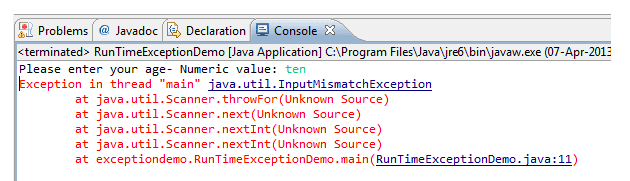 Problems @ Javadoc Declaration Console
<terminated> RunTimeExceptionDemo [Java Application] C:\Program Files\Java\jre6\bin\javaw.exe (07-Apr-2013
Please enter your age- Numeric value: ten
Exception in thread "main" java.util.InputMismatchException
at java.util.Scanner.throwFor(Unknown Source)
at java.util.Scanner.next(Unknown Source)
at java.util.Scanner.nextInt(Unknown Source)
at java.util.Scanner.nextInt(Unknown Source)
at exceptiondemo.RunTimeExceptionDemo.main(RunTimeExceptionDemo.java:11)